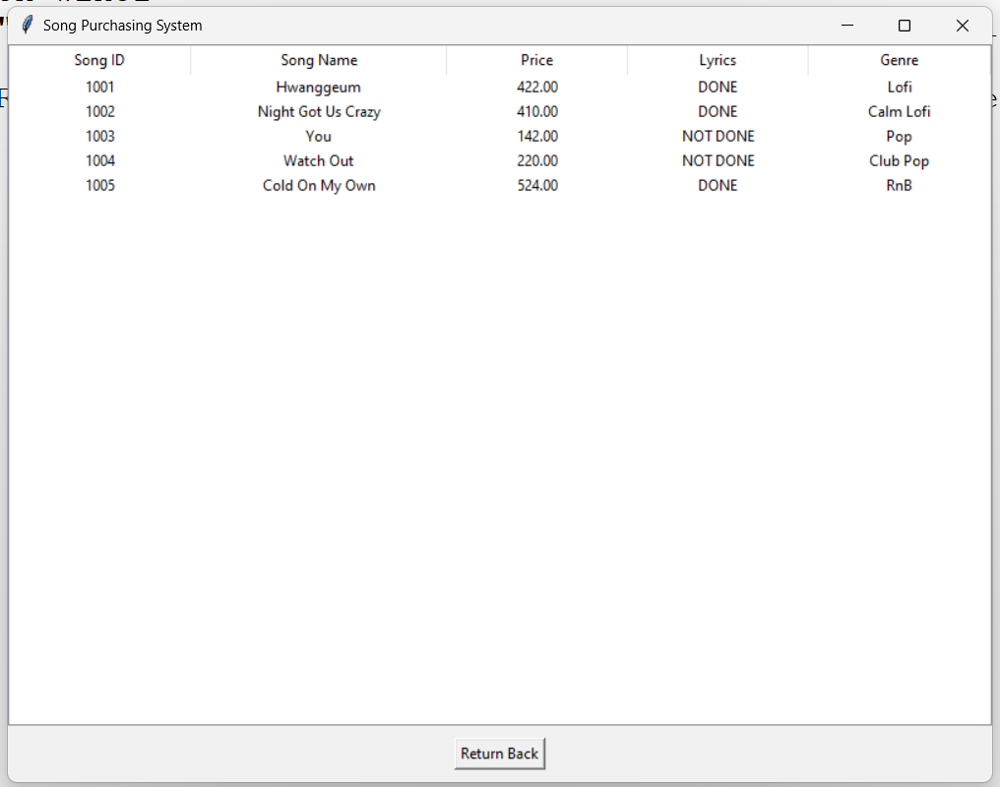 Song Purchasing System
Song ID Song Name Price Lyrics Genre
1001 Hwanggeum 422.00 DONE Lofi
1002 Night Got Us Crazy 410.00 DONE Calm Lofi
1003 You 142.00 NOT DONE Pop
1004 Watch Out 220.00 NOT DONE Club Pop
1005 Cold On My Own 524.00 DONE RnB
Return Back